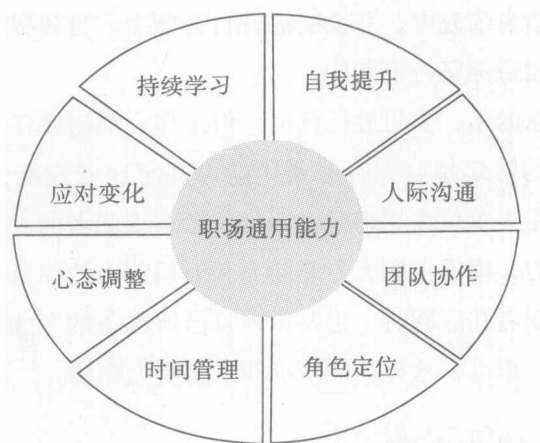 持续学习
自我提升
应对变化
人际沟通
职场通用能力
心态调整
团队协作
时间管理
角色定位